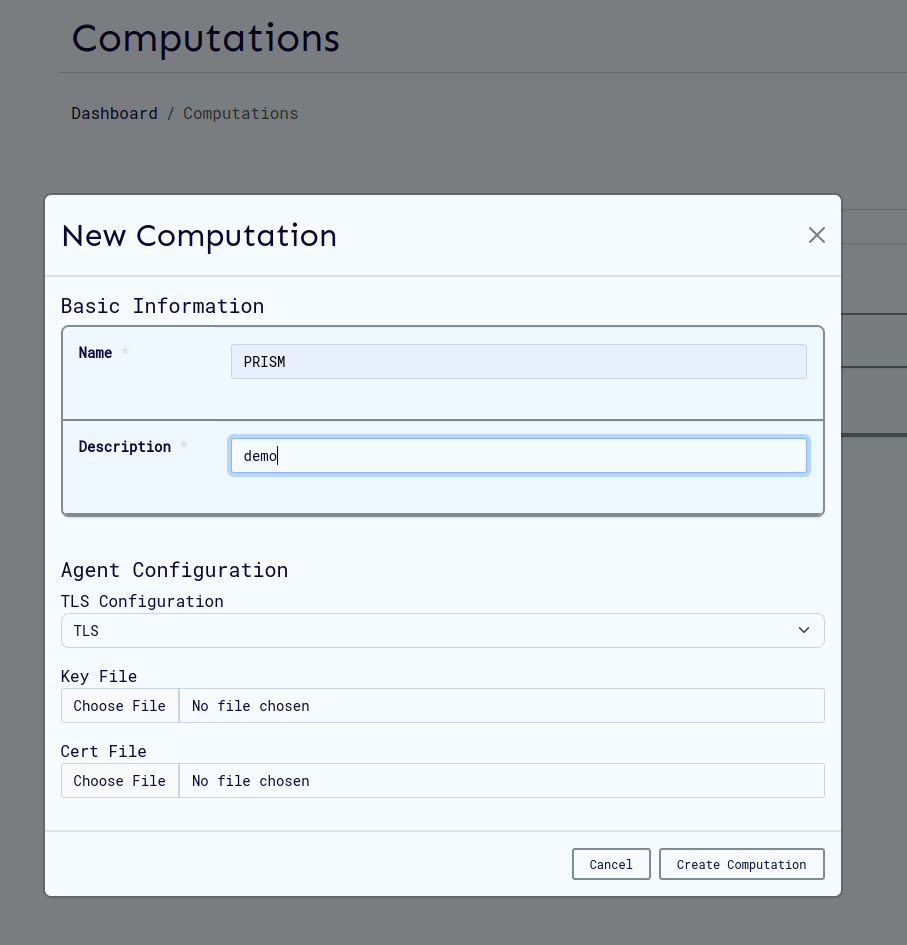 Computations
Dashboard / Computations
New Computation
Basic Information
Name *
PRISM
Description *
demo
Agent Configuration
TLS Configuration
TLS
Key File
Choose File No file chosen
Cert File
Choose File No file chosen
Cancel Create Computation